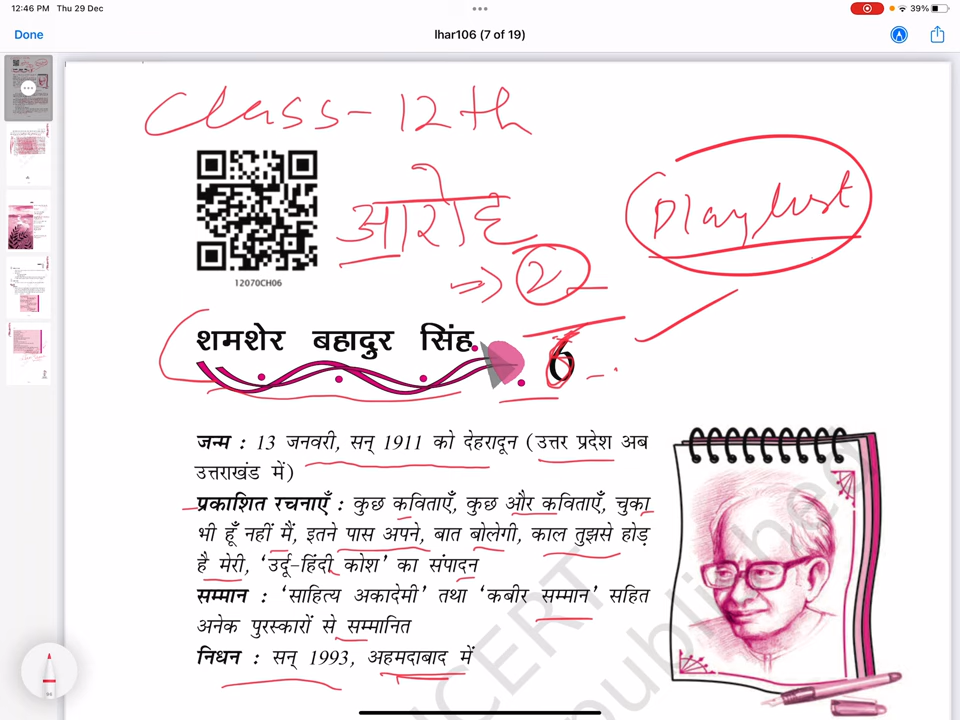 12:46 PM Thu 29 Dec
39%
Done
lhar106 (7 of 19)
Class-12th
आरोह
Playlist
22
12070CH06
शमशेर बहादुर सिंह
6
जन्म : 13 जनवरी, सन् 1911 को देहरादून (उत्तर प्रदेश अब
उत्तराखंड में)
प्रकाशित रचनाएँ : कुछ कविताएँ, कुछ और कविताएँ, चुका
भी हूँ नहीं मैं, इतने पास अपने, बात बोलेगी, काल तुझसे होड़
है मेरी, ‘उर्दू-हिंदी कोश’ का संपादन
सम्मान : ‘साहित्य अकादेमी’ तथा ‘कबीर सम्मान’ सहित
अनेक पुरस्कारों से सम्मानित
निधन : सन् 1993, अहमदाबाद में